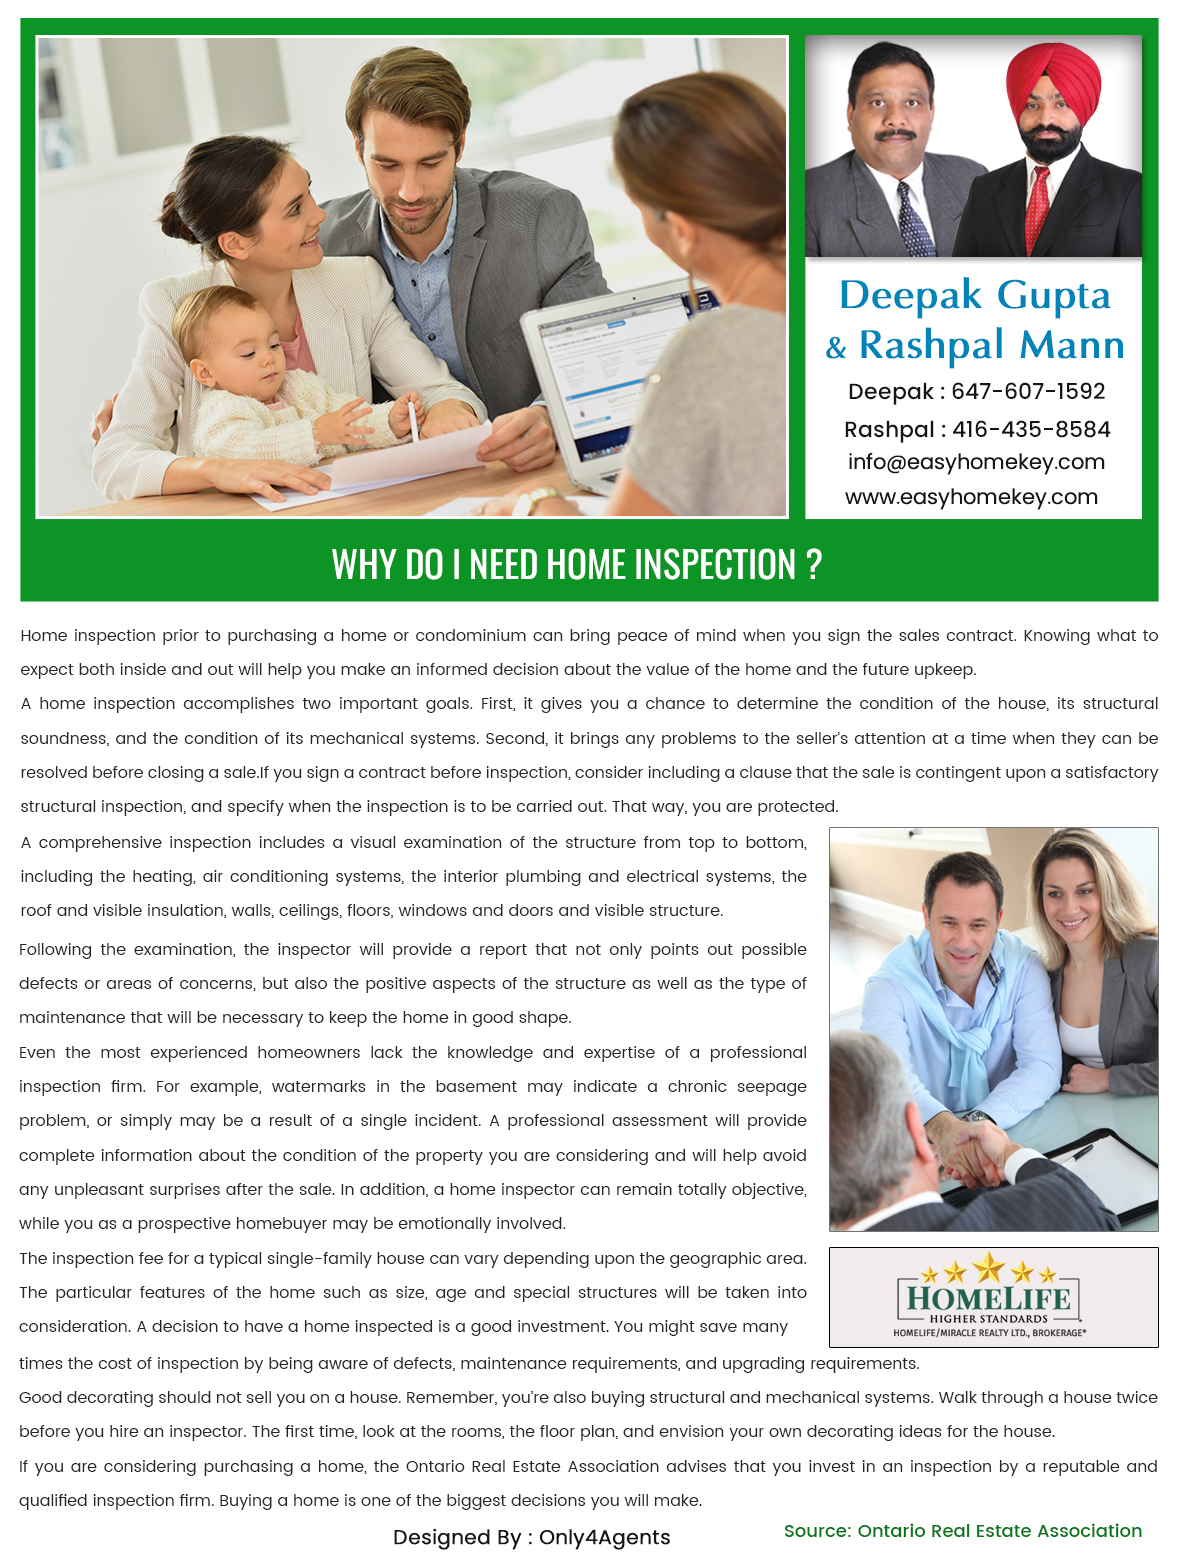 Deepak Gupta
& Rashpal Mann
Deepak : 647-607-1592
Rashpal : 416-435-8584
info@easyhomekey.com
www.easyhomekey.com
WHY DO I NEED HOME INSPECTION ?
Home inspection prior to purchasing a home or condominium can bring peace of mind when you sign the sales contract. Knowing what to
expect both inside and out will help you make an informed decision about the value of the home and the future upkeep.
A home inspection accomplishes two important goals. First, it gives you a chance to determine the condition of the house, its structural
soundness, and the condition of its mechanical systems. Second, it brings any problems to the seller's attention at a time when they can be
resolved before closing a sale.If you sign a contract before inspection, consider including a clause that the sale is contingent upon a satisfactory
structural inspection, and specify when the inspection is to be carried out. That way, you are protected.
A comprehensive inspection includes a visual examination of the structure from top to bottom,
including the heating, air conditioning systems, the interior plumbing and electrical systems, the
roof and visible insulation, walls, ceilings, floors, windows and doors and visible structure.
Following the examination, the inspector will provide a report that not only points out possible
defects or areas of concerns, but also the positive aspects of the structure as well as the type of
maintenance that will be necessary to keep the home in good shape.
Even the most experienced homeowners lack the knowledge and expertise of a professional
inspection firm. For example, watermarks in the basement may indicate a chronic seepage
problem, or simply may be a result of a single incident. A professional assessment will provide
complete information about the condition of the property you are considering and will help avoid
any unpleasant surprises after the sale. In addition, a home inspector can remain totally objective,
while you as a prospective homebuyer may be emotionally involved.
The inspection fee for a typical single-family house can vary depending upon the geographic area.
The particular features of the home such as size, age and special structures will be taken into
consideration. A decision to have a home inspected is a good investment. You might save many
times the cost of inspection by being aware of defects, maintenance requirements, and upgrading requirements.
HOMELIFE
HIGHER STANDARDS
HOMELIFE/MIRACLE REALTY LTD., BROKERAGE*
Good decorating should not sell you on a house. Remember, you're also buying structural and mechanical systems. Walk through a house twice
before you hire an inspector. The first time, look at the rooms, the floor plan, and envision your own decorating ideas for the house.
If you are considering purchasing a home, the Ontario Real Estate Association advises that you invest in an inspection by a reputable and
qualified inspection firm. Buying a home is one of the biggest decisions you will make.
Designed By : Only4Agents
Source: Ontario Real Estate Association